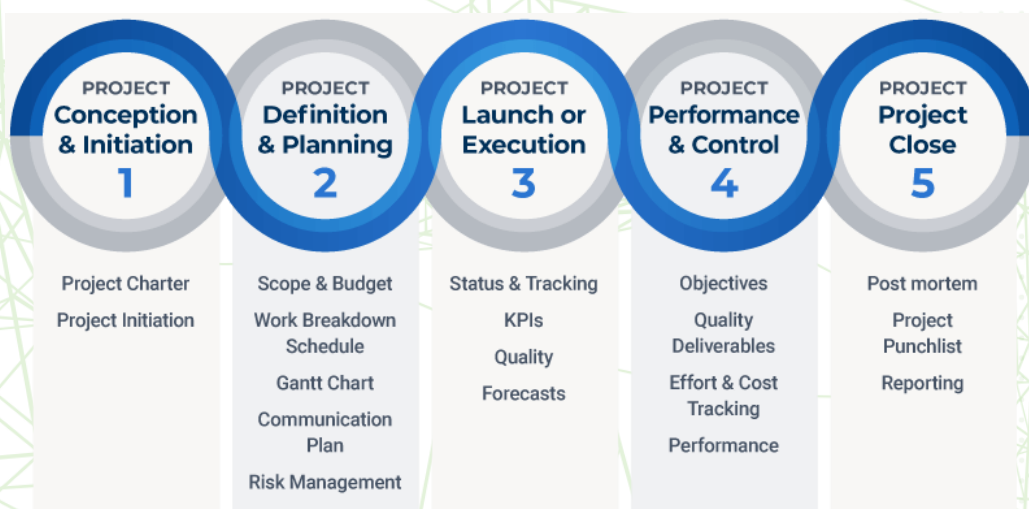 PROJECT
Conception
& Initiation
1
PROJECT
Definition
& Planning
2
PROJECT
Launch or
Execution
3
PROJECT
Performance
& Control
4
PROJECT
Project
Close
5
Project Charter
Project Initiation
Scope & Budget
Work Breakdown
Schedule
Gantt Chart
Communication
Plan
Risk Management
Status & Tracking
KPIs
Quality
Forecasts
Objectives
Quality
Deliverables
Effort & Cost
Tracking
Performance
Post mortem
Project
Punchlist
Reporting